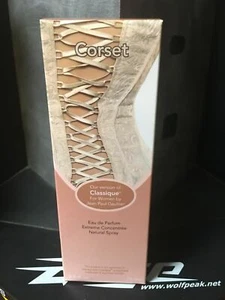 Corset
Our version of
Classique®
For Women by
Jean Paul Gaultier
Eau de Parfum
Extreme Concentrate
Natural Spray
www.wolfpeak.net